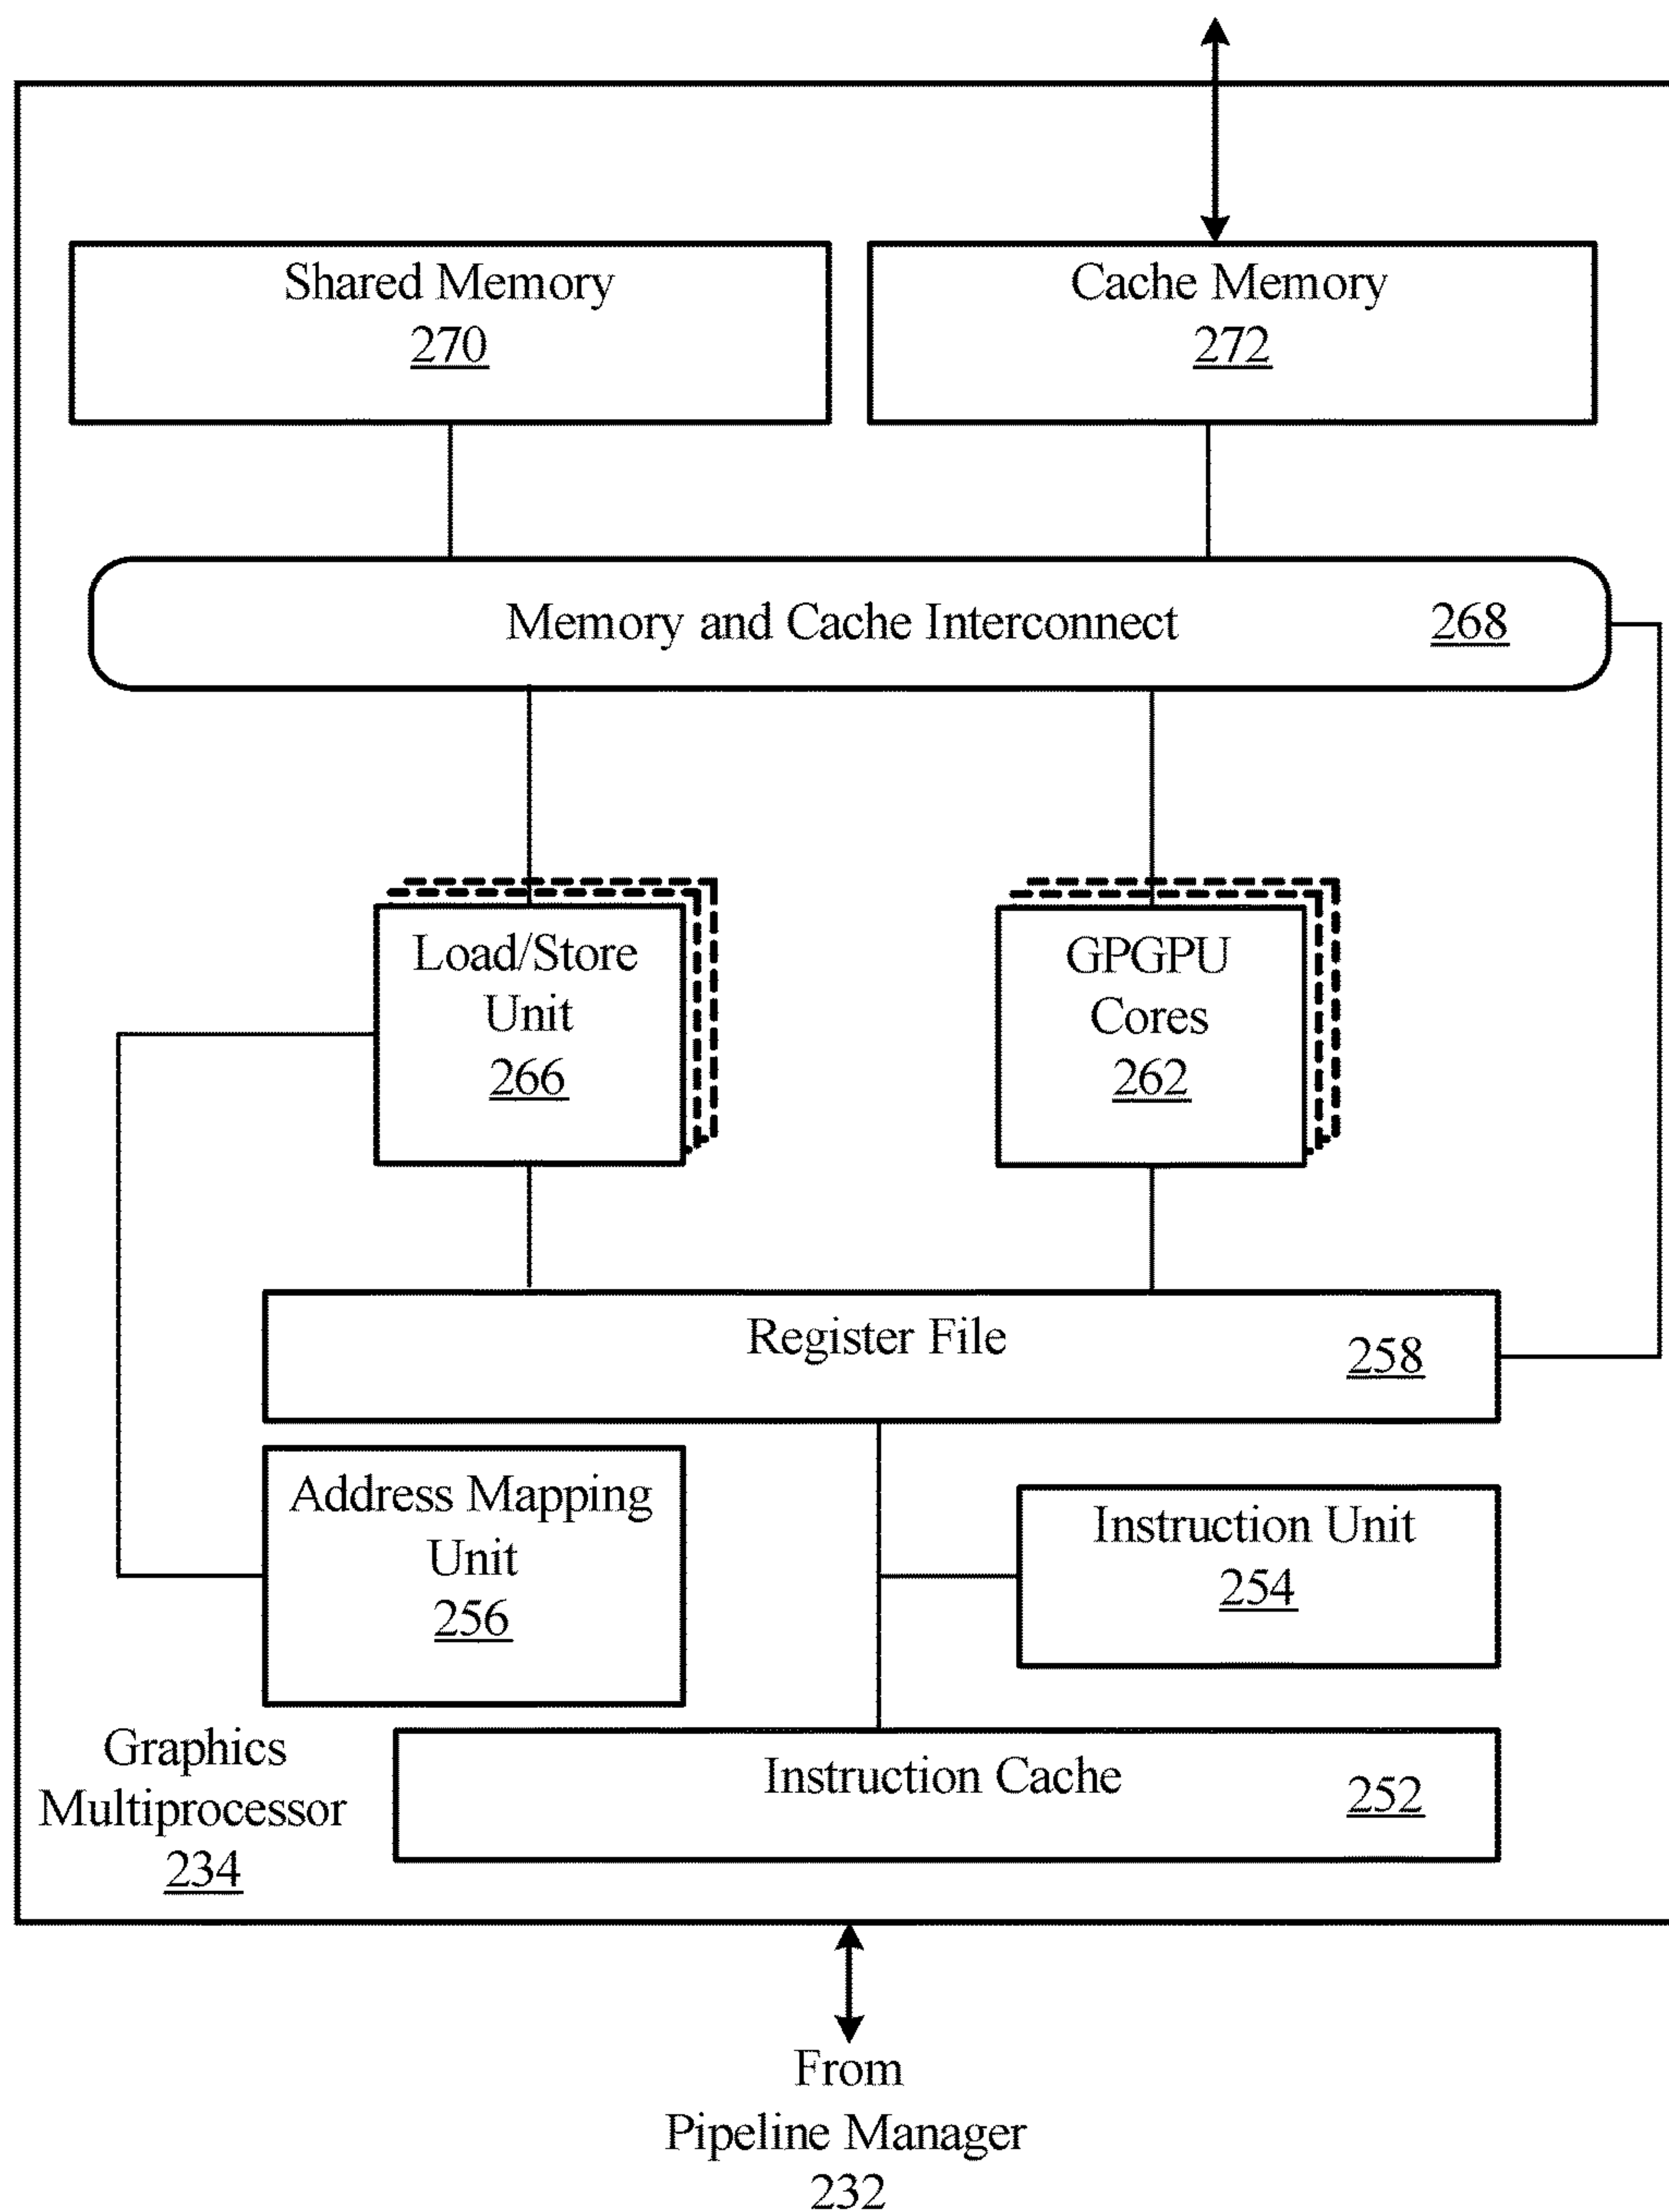 Shared Memory
270
Cache Memory
272
Memory and Cache Interconnect 268
Load/Store
Unit
266
GPGPU
Cores
262
Register File 258
Address Mapping
Unit
256
Instruction Unit
254
Graphics
Multiprocessor
234
Instruction Cache 252
From
Pipeline Manager
232